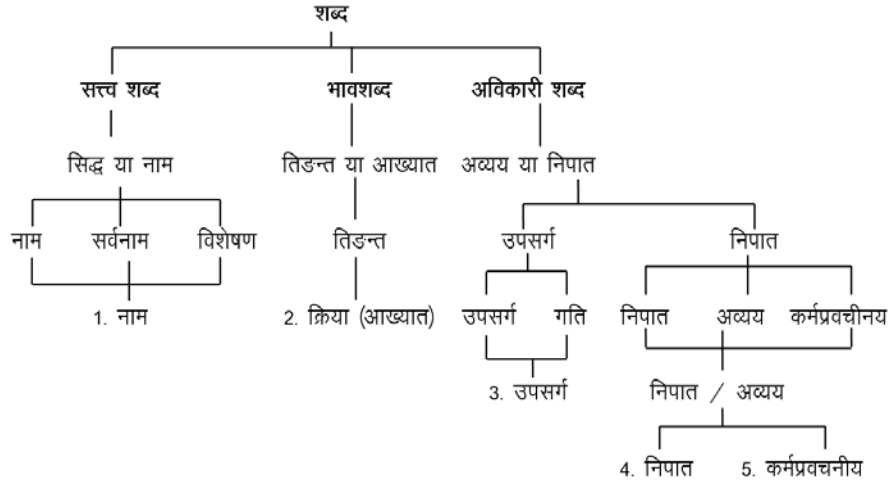 शब्द
सत्त्व शब्द भावशब्द अविकारी शब्द
सिद्ध या नाम तिङन्त या आख्यात अव्यय या निपात
नाम सर्वनाम विशेषण तिङन्त उपसर्ग निपात
1. नाम 2. क्रिया (आख्यात) उपसर्ग गति निपात अव्यय कर्मप्रवचीनय
3. उपसर्ग निपात / अव्यय
4. निपात 5. कर्मप्रवचनीय